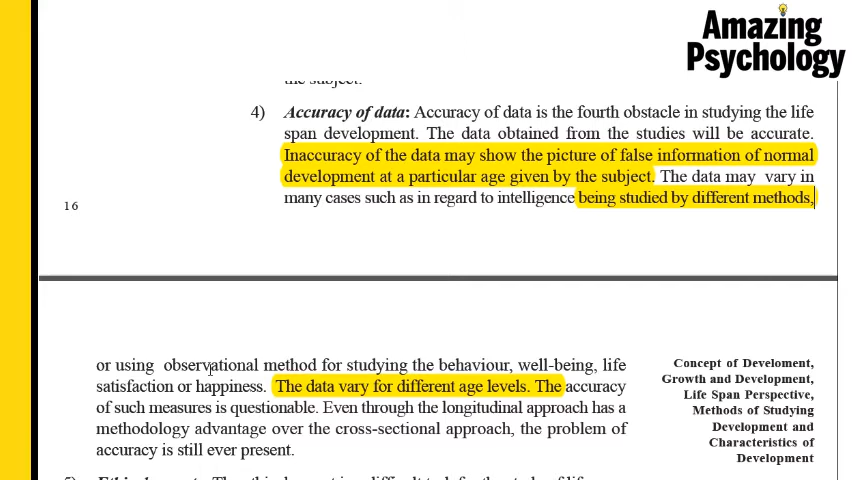 Amazing
Psychology
the subject.
4) Accuracy of data: Accuracy of data is the fourth obstacle in studying the life
span development. The data obtained from the studies will be accurate.
Inaccuracy of the data may show the picture of false information of normal
development at a particular age given by the subject. The data may vary in
many cases such as in regard to intelligence being studied by different methods,
16
or using observational method for studying the behaviour, well-being, life
satisfaction or happiness. The data vary for different age levels. The accuracy
of such measures is questionable. Even through the longitudinal approach has a
methodology advantage over the cross-sectional approach, the problem of
accuracy is still ever present.
Concept of Develoment,
Growth and Development,
Life Span Perspective,
Methods of Studying
Development and
Characteristics of
Development